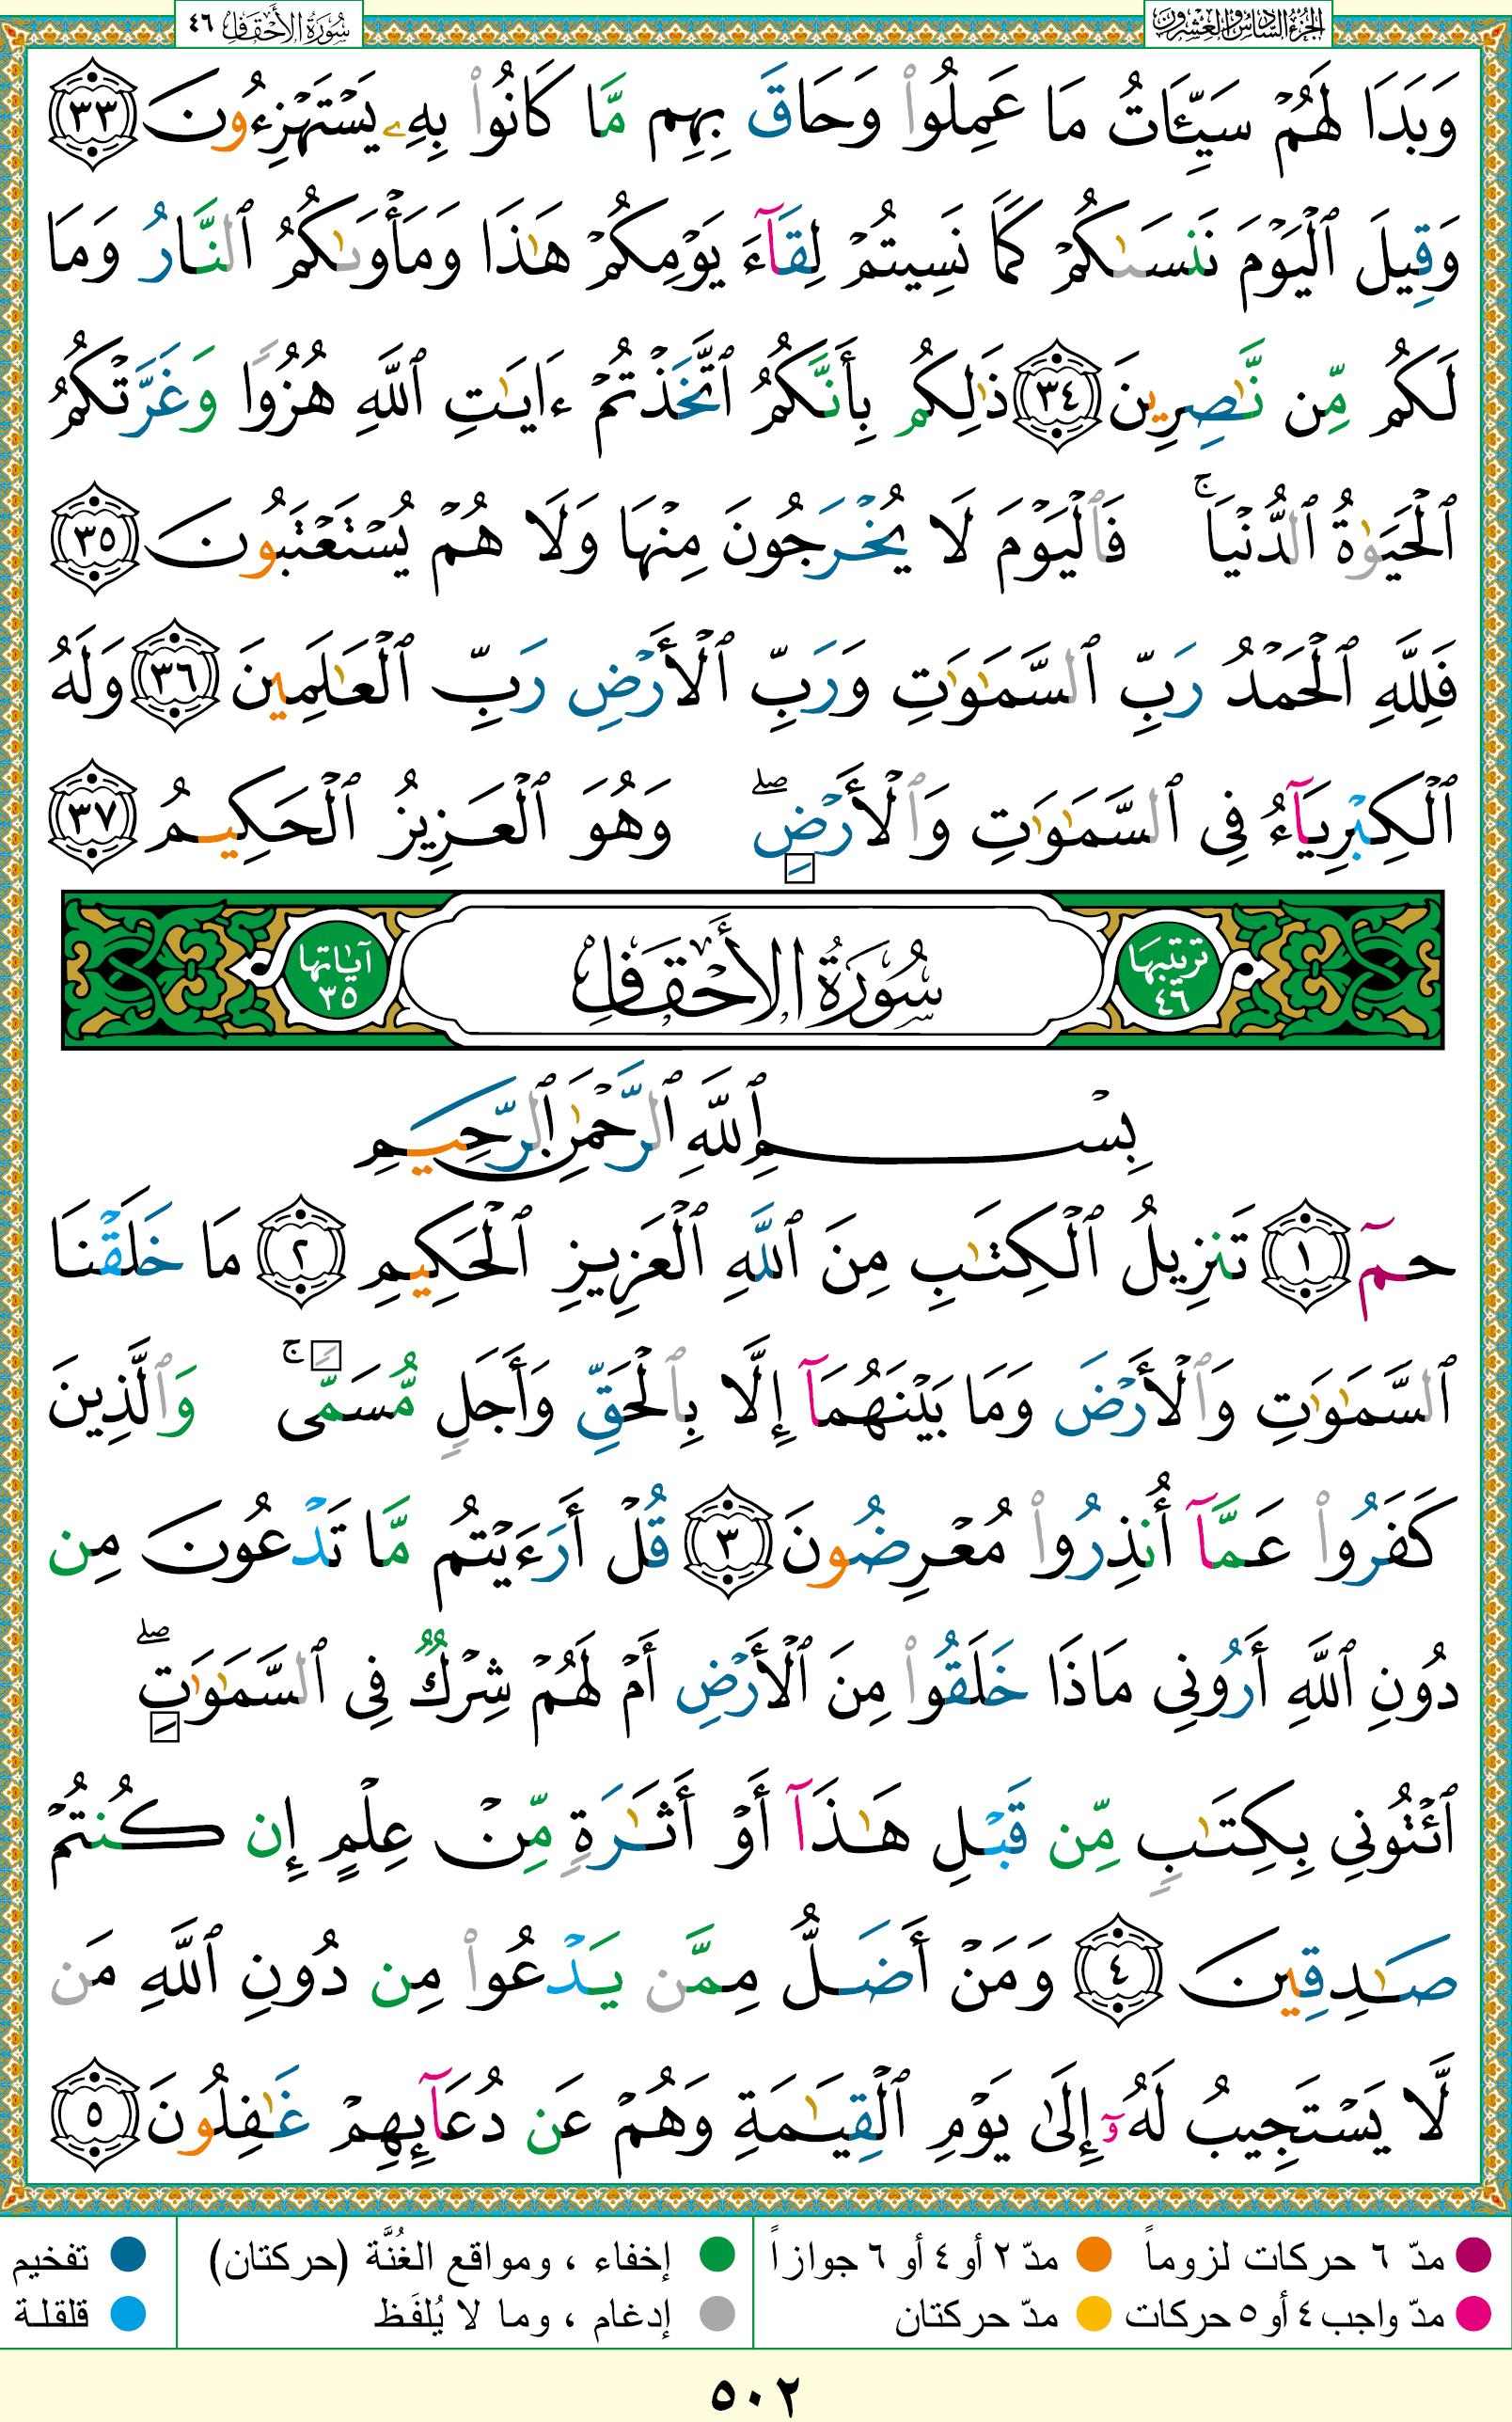 الجزء السادس والعشرون
سُورَةُ الأَحْقَافِ ٤٦
وَبَدَا لَهُمْ سَيِّـَٔاتُ مَا عَمِلُوا۟ وَحَاقَ بِهِم مَّا كَانُوا۟ بِهِۦ يَسْتَهْزِءُونَ ٣٣
وَقِيلَ ٱلْيَوْمَ نَنسَىٰكُمْ كَمَا نَسِيتُمْ لِقَآءَ يَوْمِكُمْ هَٰذَا وَمَأْوَىٰكُمُ ٱلنَّارُ وَمَا
لَكُم مِّن نَّٰصِرِينَ ٣٤ ذَٰلِكُم بِأَنَّكُمُ ٱتَّخَذْتُمْ ءَايَٰتِ ٱللَّهِ هُزُوًا وَغَرَّتْكُمُ
ٱلْحَيَوٰةُ ٱلدُّنْيَا ۚ فَٱلْيَوْمَ لَا يُخْرَجُونَ مِنْهَا وَلَا هُمْ يُسْتَعْتَبُونَ ٣٥
فَلِلَّهِ ٱلْحَمْدُ رَبِّ ٱلسَّمَٰوَٰتِ وَرَبِّ ٱلْأَرْضِ رَبِّ ٱلْعَٰلَمِينَ ٣٦ وَلَهُ
ٱلْكِبْرِيَآءُ فِى ٱلسَّمَٰوَٰتِ وَٱلْأَرْضِ ۖ وَهُوَ ٱلْعَزِيزُ ٱلْحَكِيمُ ٣٧
ترتيبها ٤٦ سُورَةُ الأَحْقَافِ آياتها ٣٥
بِسْمِ ٱللَّهِ ٱلرَّحْمَٰنِ ٱلرَّحِيمِ
حمٓ ١ تَنزِيلُ ٱلْكِتَٰبِ مِنَ ٱللَّهِ ٱلْعَزِيزِ ٱلْحَكِيمِ ٢ مَا خَلَقْنَا
ٱلسَّمَٰوَٰتِ وَٱلْأَرْضَ وَمَا بَيْنَهُمَآ إِلَّا بِٱلْحَقِّ وَأَجَلٍ مُّسَمًّى ۚ وَٱلَّذِينَ
كَفَرُوا۟ عَمَّآ أُنذِرُوا۟ مُعْرِضُونَ ٣ قُلْ أَرَءَيْتُم مَّا تَدْعُونَ مِن
دُونِ ٱللَّهِ أَرُونِى مَاذَا خَلَقُوا۟ مِنَ ٱلْأَرْضِ أَمْ لَهُمْ شِرْكٌ فِى ٱلسَّمَٰوَٰتِ ۖ
ٱئْتُونِى بِكِتَٰبٍ مِّن قَبْلِ هَٰذَآ أَوْ أَثَٰرَةٍ مِّنْ عِلْمٍ إِن كُنتُمْ
صَٰدِقِينَ ٤ وَمَنْ أَضَلُّ مِمَّن يَدْعُوا۟ مِن دُونِ ٱللَّهِ مَن
لَّا يَسْتَجِيبُ لَهُۥٓ إِلَىٰ يَوْمِ ٱلْقِيَٰمَةِ وَهُمْ عَن دُعَآئِهِمْ غَٰفِلُونَ ٥
مدّ ٦ حركات لزوماً مدّ ٢ أو ٤ أو ٦ جوازاً إخفاء ، ومواقع الغُنَّة (حركتان) تفخيم
مدّ واجب ٤ أو ٥ حركات مدّ حركتان إدغام ، وما لا يُلفَظ قلقلة
٥٠٢